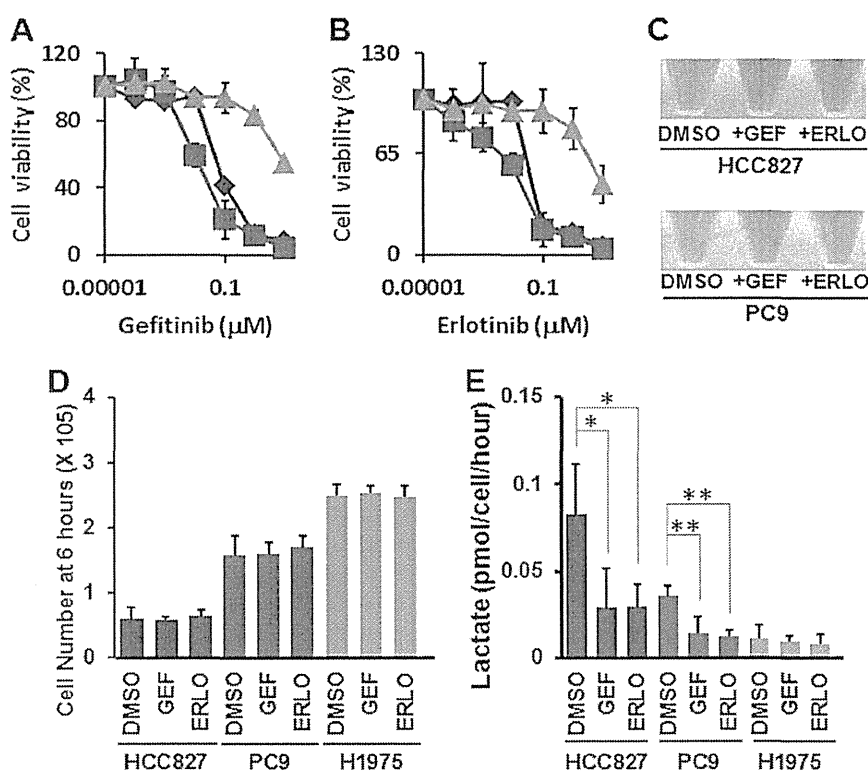 A
Cell viability (%)
120
80
40
0
0.00001 0.1
Gefitinib (μM)
B
Cell viability (%)
130
65
0
0.00001 0.1
Erlotinib (μM)
C
DMSO +GEF +ERLO
HCC827
DMSO +GEF +ERLO
PC9
D
Cell Number at 6 hours (X 105)
4
3
2
1
0
DMSO GEF ERLO DMSO GEF ERLO DMSO GEF ERLO
HCC827 PC9 H1975
E
Lactate (pmol/cell/hour)
0.15
0.1
0.05
0
*
*
**
**
DMSO GEF ERLO DMSO GEF ERLO DMSO GEF ERLO
HCC827 PC9 H1975